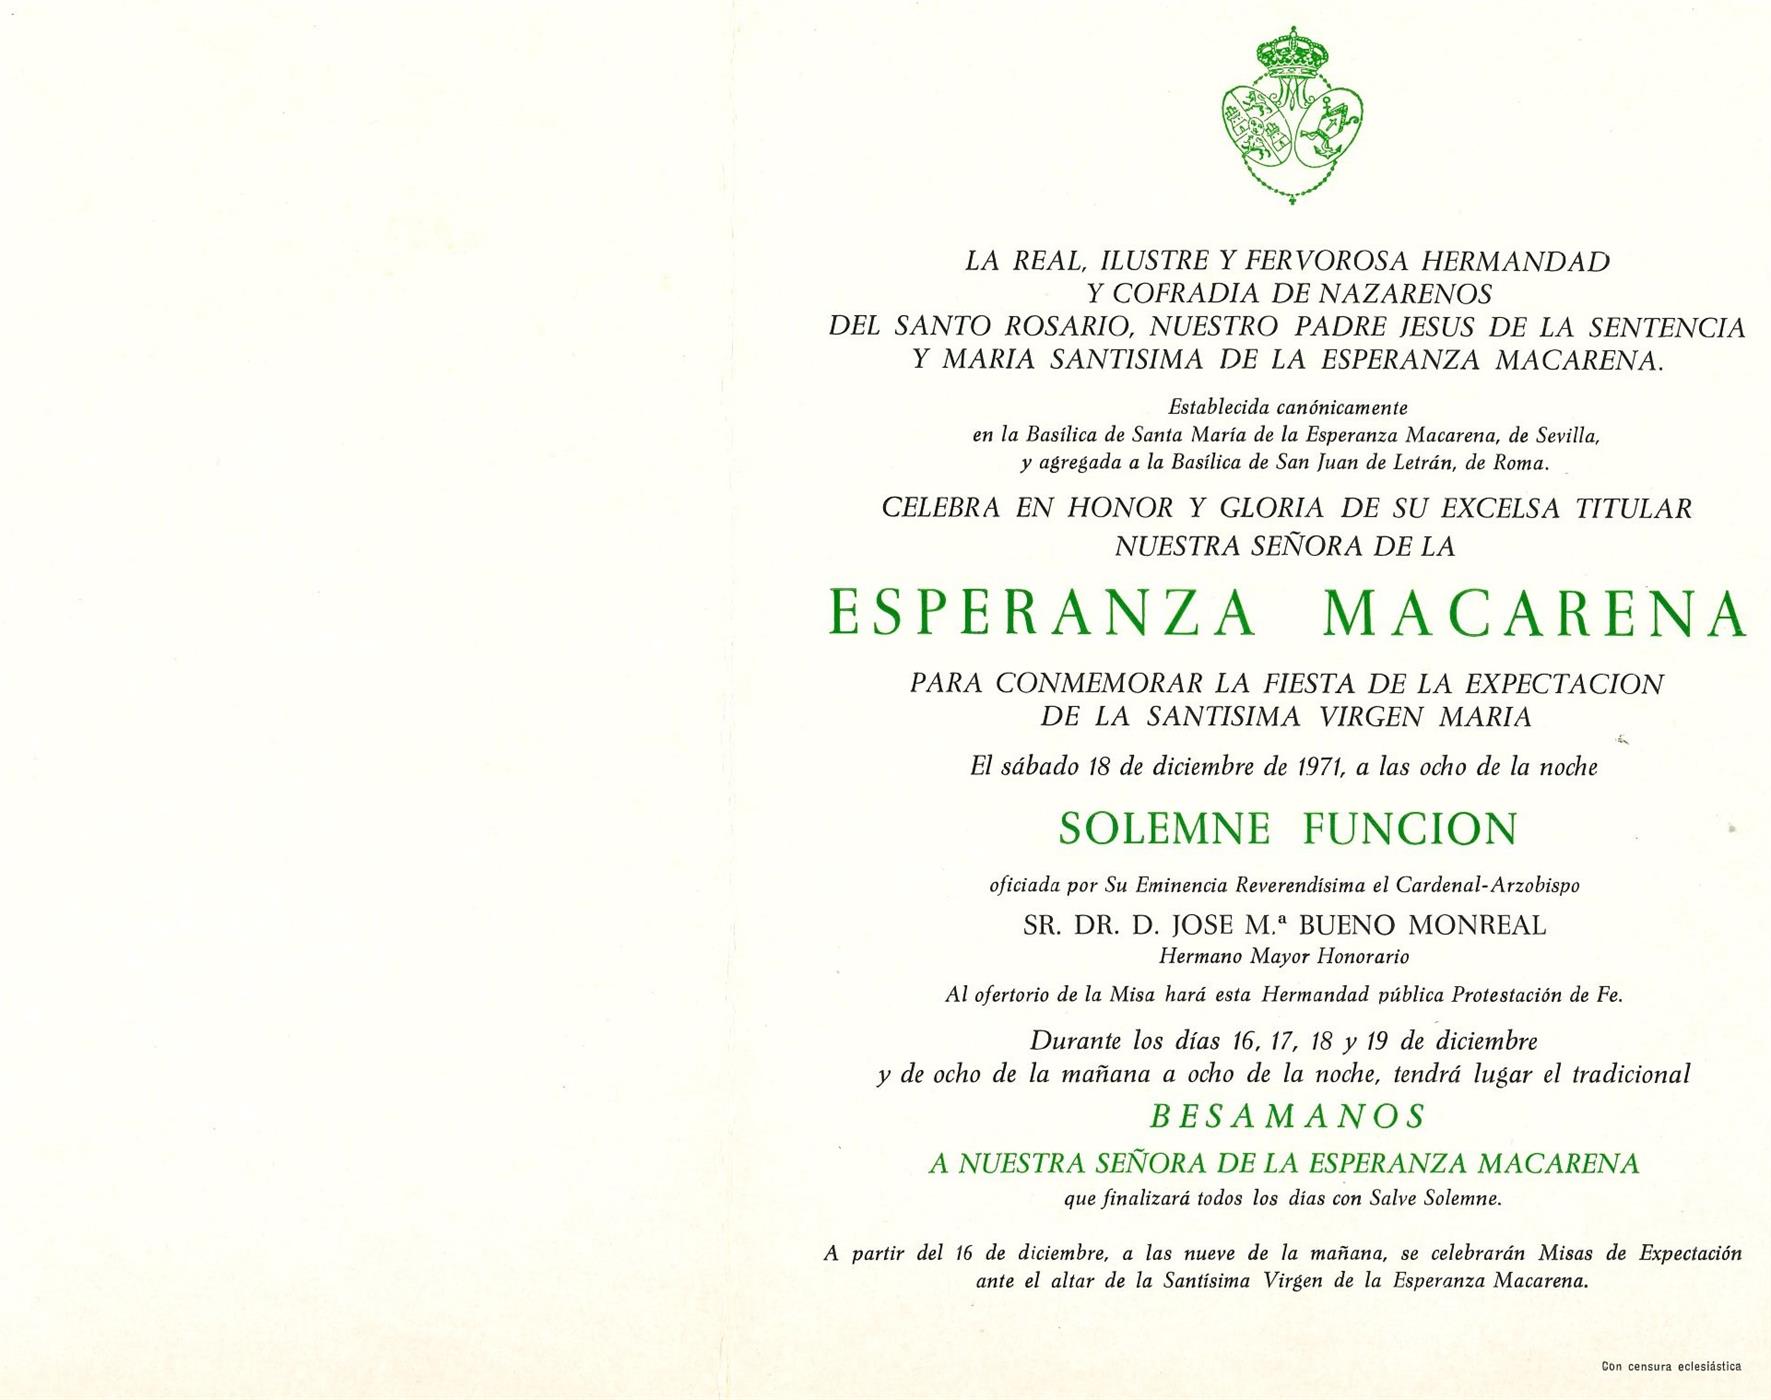 LA REAL, ILUSTRE Y FERVOROSA HERMANDAD
Y COFRADIA DE NAZARENOS
DEL SANTO ROSARIO, NUESTRO PADRE JESUS DE LA SENTENCIA
Y MARIA SANTISIMA DE LA ESPERANZA MACARENA.
Establecida canónicamente
en la Basílica de Santa María de la Esperanza Macarena, de Sevilla,
y agregada a la Basílica de San Juan de Letrán, de Roma.
CELEBRA EN HONOR Y GLORIA DE SU EXCELSA TITULAR
NUESTRA SEÑORA DE LA
ESPERANZA MACARENA
PARA CONMEMORAR LA FIESTA DE LA EXPECTACION
DE LA SANTISIMA VIRGEN MARIA
El sábado 18 de diciembre de 1971, a las ocho de la noche
SOLEMNE FUNCION
oficiada por Su Eminencia Reverendísima el Cardenal-Arzobispo
SR. DR. D. JOSE M.ª BUENO MONREAL
Hermano Mayor Honorario
Al ofertorio de la Misa hará esta Hermandad pública Protestación de Fe.
Durante los días 16, 17, 18 y 19 de diciembre
y de ocho de la mañana a ocho de la noche, tendrá lugar el tradicional
BESAMANOS
A NUESTRA SEÑORA DE LA ESPERANZA MACARENA
que finalizará todos los días con Salve Solemne.
A partir del 16 de diciembre, a las nueve de la mañana, se celebrarán Misas de Expectación
ante el altar de la Santísima Virgen de la Esperanza Macarena.
Con censura eclesiástica